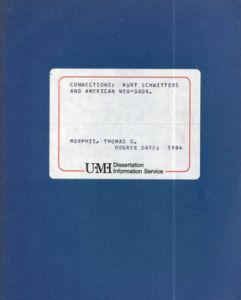 CONNECTIONS: KURT SCHWITTERS
AND AMERICAN NEO-DADA.
MORPHIS, THOMAS G.
DEGREE DATE: 1984
UMI Dissertation
Information Service